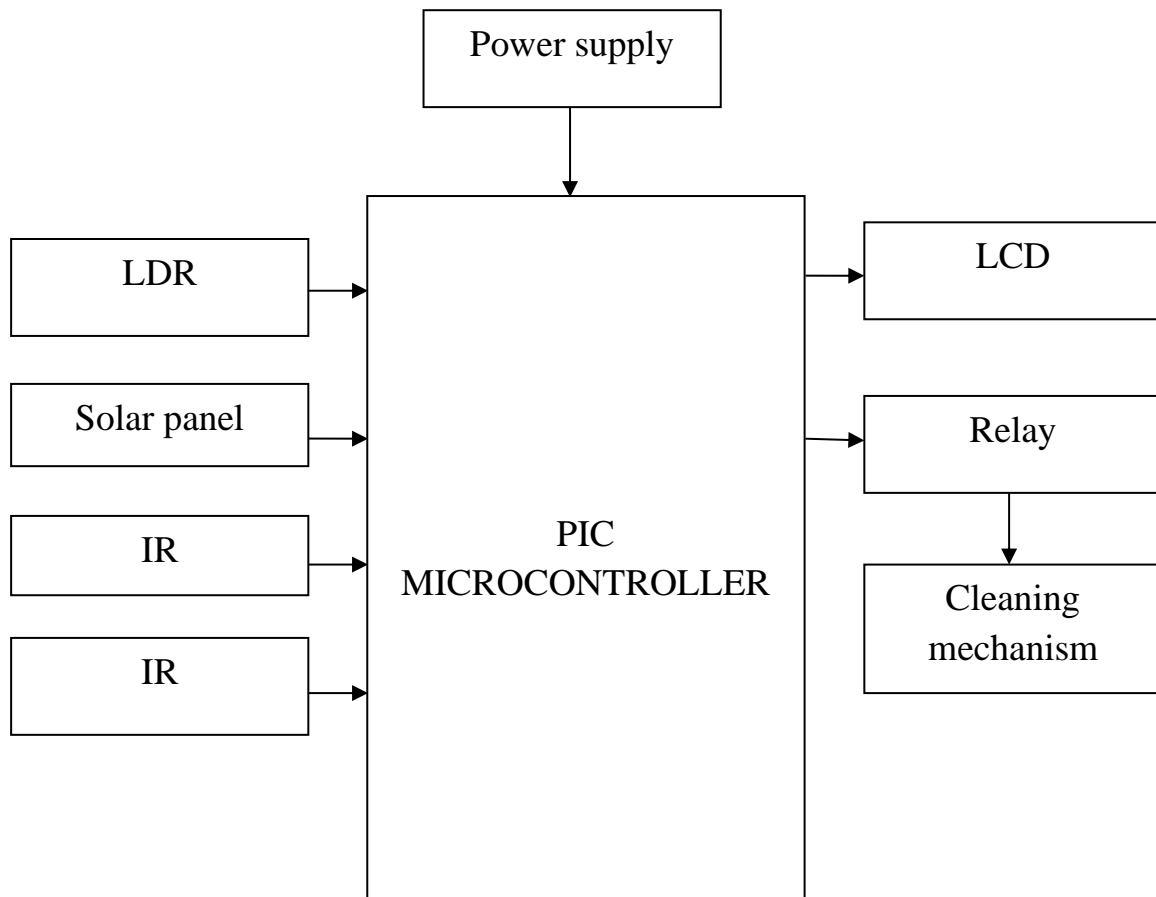 Power supply
LDR
LCD
Solar panel
Relay
IR
PIC
MICROCONTROLLER
Cleaning
mechanism
IR